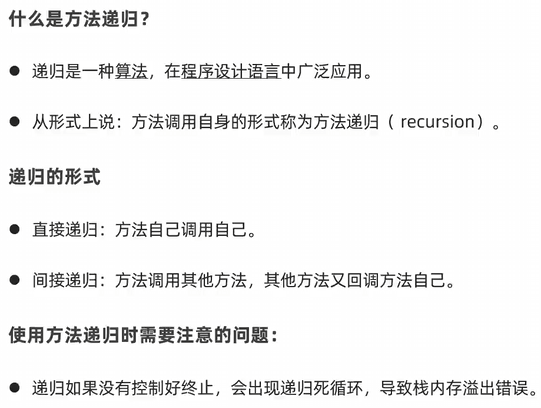 什么是方法递归？
● 递归是一种算法，在程序设计语言中广泛应用。
● 从形式上说：方法调用自身的形式称为方法递归（ recursion）。
递归的形式
● 直接递归：方法自己调用自己。
● 间接递归：方法调用其他方法，其他方法又回调方法自己。
使用方法递归时需要注意的问题：
● 递归如果没有控制好终止，会出现递归死循环，导致栈内存溢出错误。